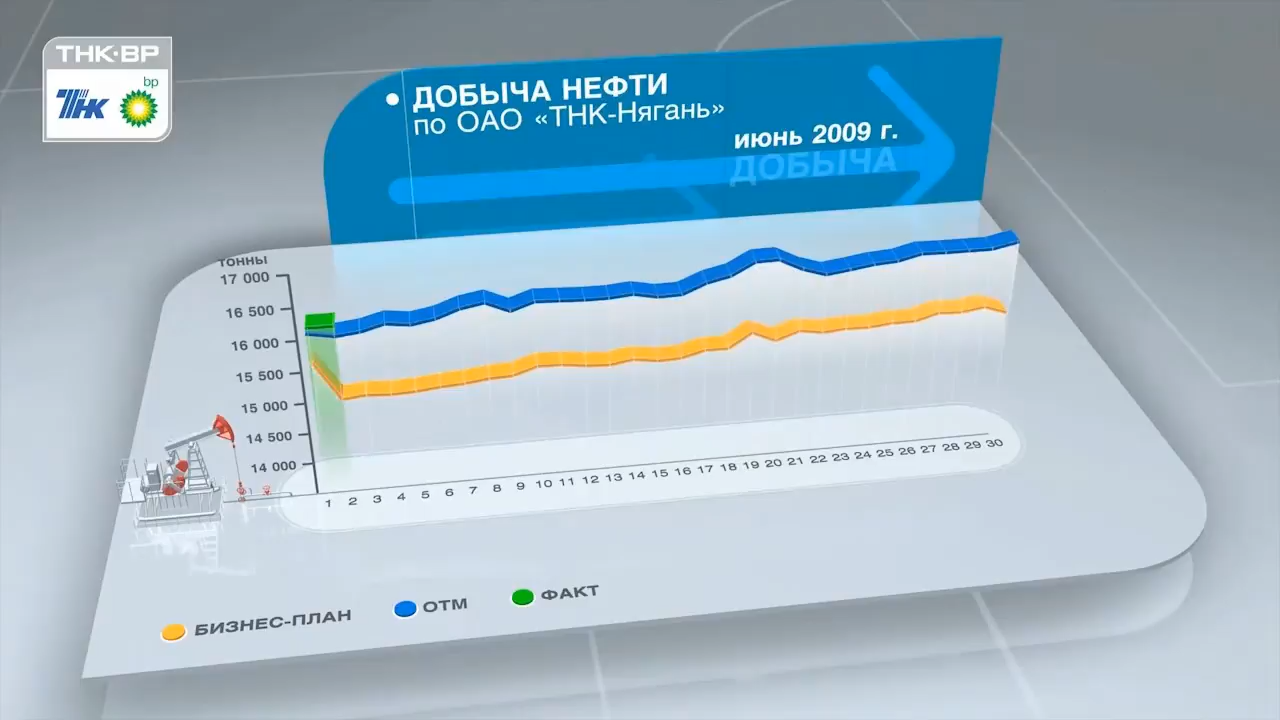 ТНК·ВР
bp
ТНК
ДОБЫЧА НЕФТИ
по ОАО «ТНК-Нягань»
июнь 2009 г.
ДОБЫЧА
тонны
17 000
16 500
16 000
15 500
15 000
14 500
14 000
1 2 3 4 5 6 7 8 9 10 11 12 13 14 15 16 17 18 19 20 21 22 23 24 25 26 27 28 29 30
БИЗНЕС-ПЛАН ОТМ ФАКТ